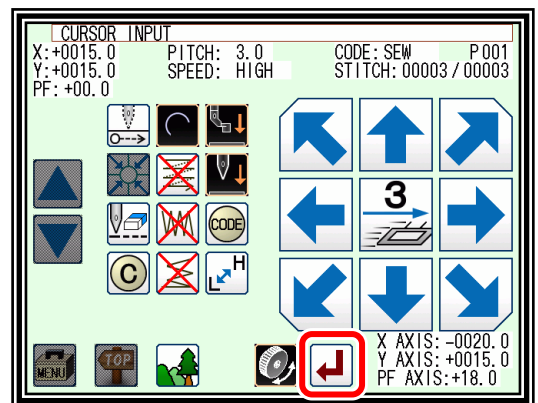 CURSOR INPUT
X:+0015.0 PITCH: 3.0 CODE:SEW P001
Y:+0015.0 SPEED: HIGH STITCH:00003/00003
PF:+00.0
3
CODE
C
L H
MENU
TOP
X AXIS:-0020.0
Y AXIS:+0015.0
PF AXIS:+18.0